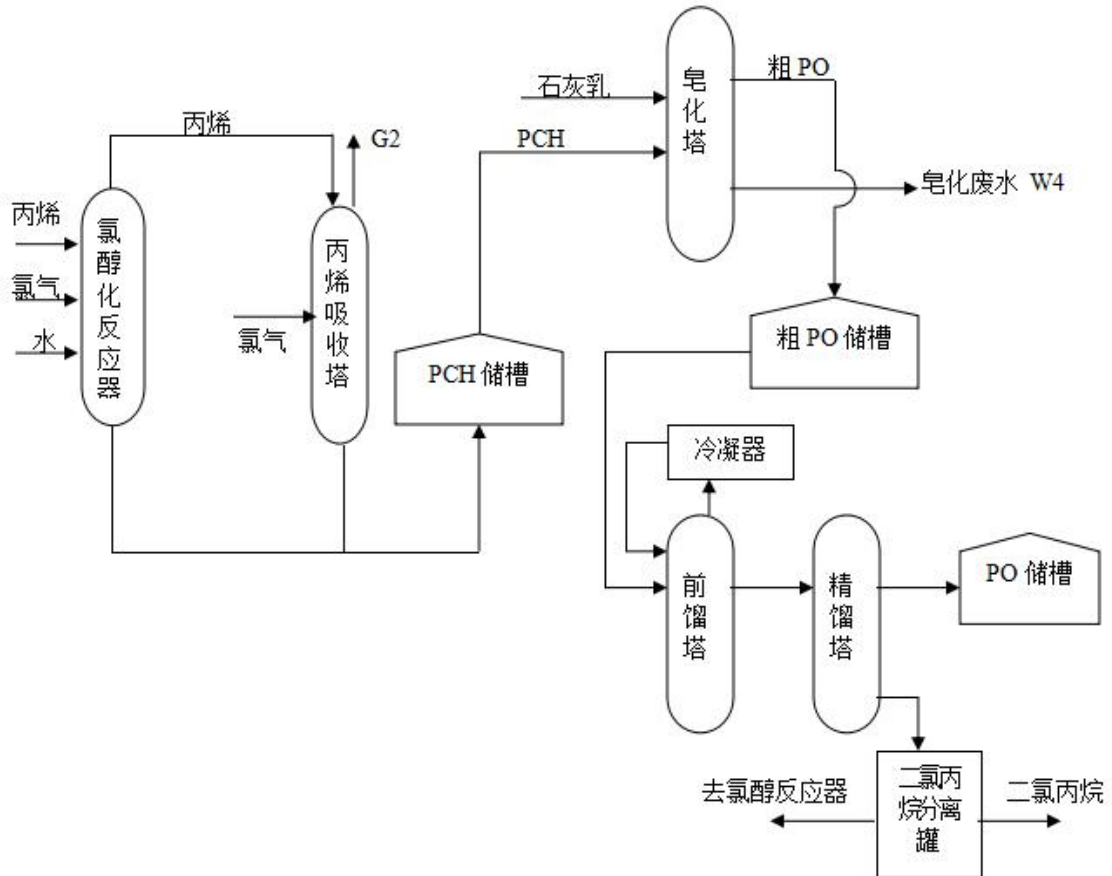 石灰乳
皂
化
塔
粗 PO
丙烯
G2
PCH
皂化废水 W4
丙烯
氯气
水
氯
醇
化
反
应
器
氯气
丙
烯
吸
收
塔
PCH 储槽
粗 PO 储槽
冷凝器
前
馏
塔
精
馏
塔
PO 储槽
去氯醇反应器
二氯丙
烷分离
罐
二氯丙烷